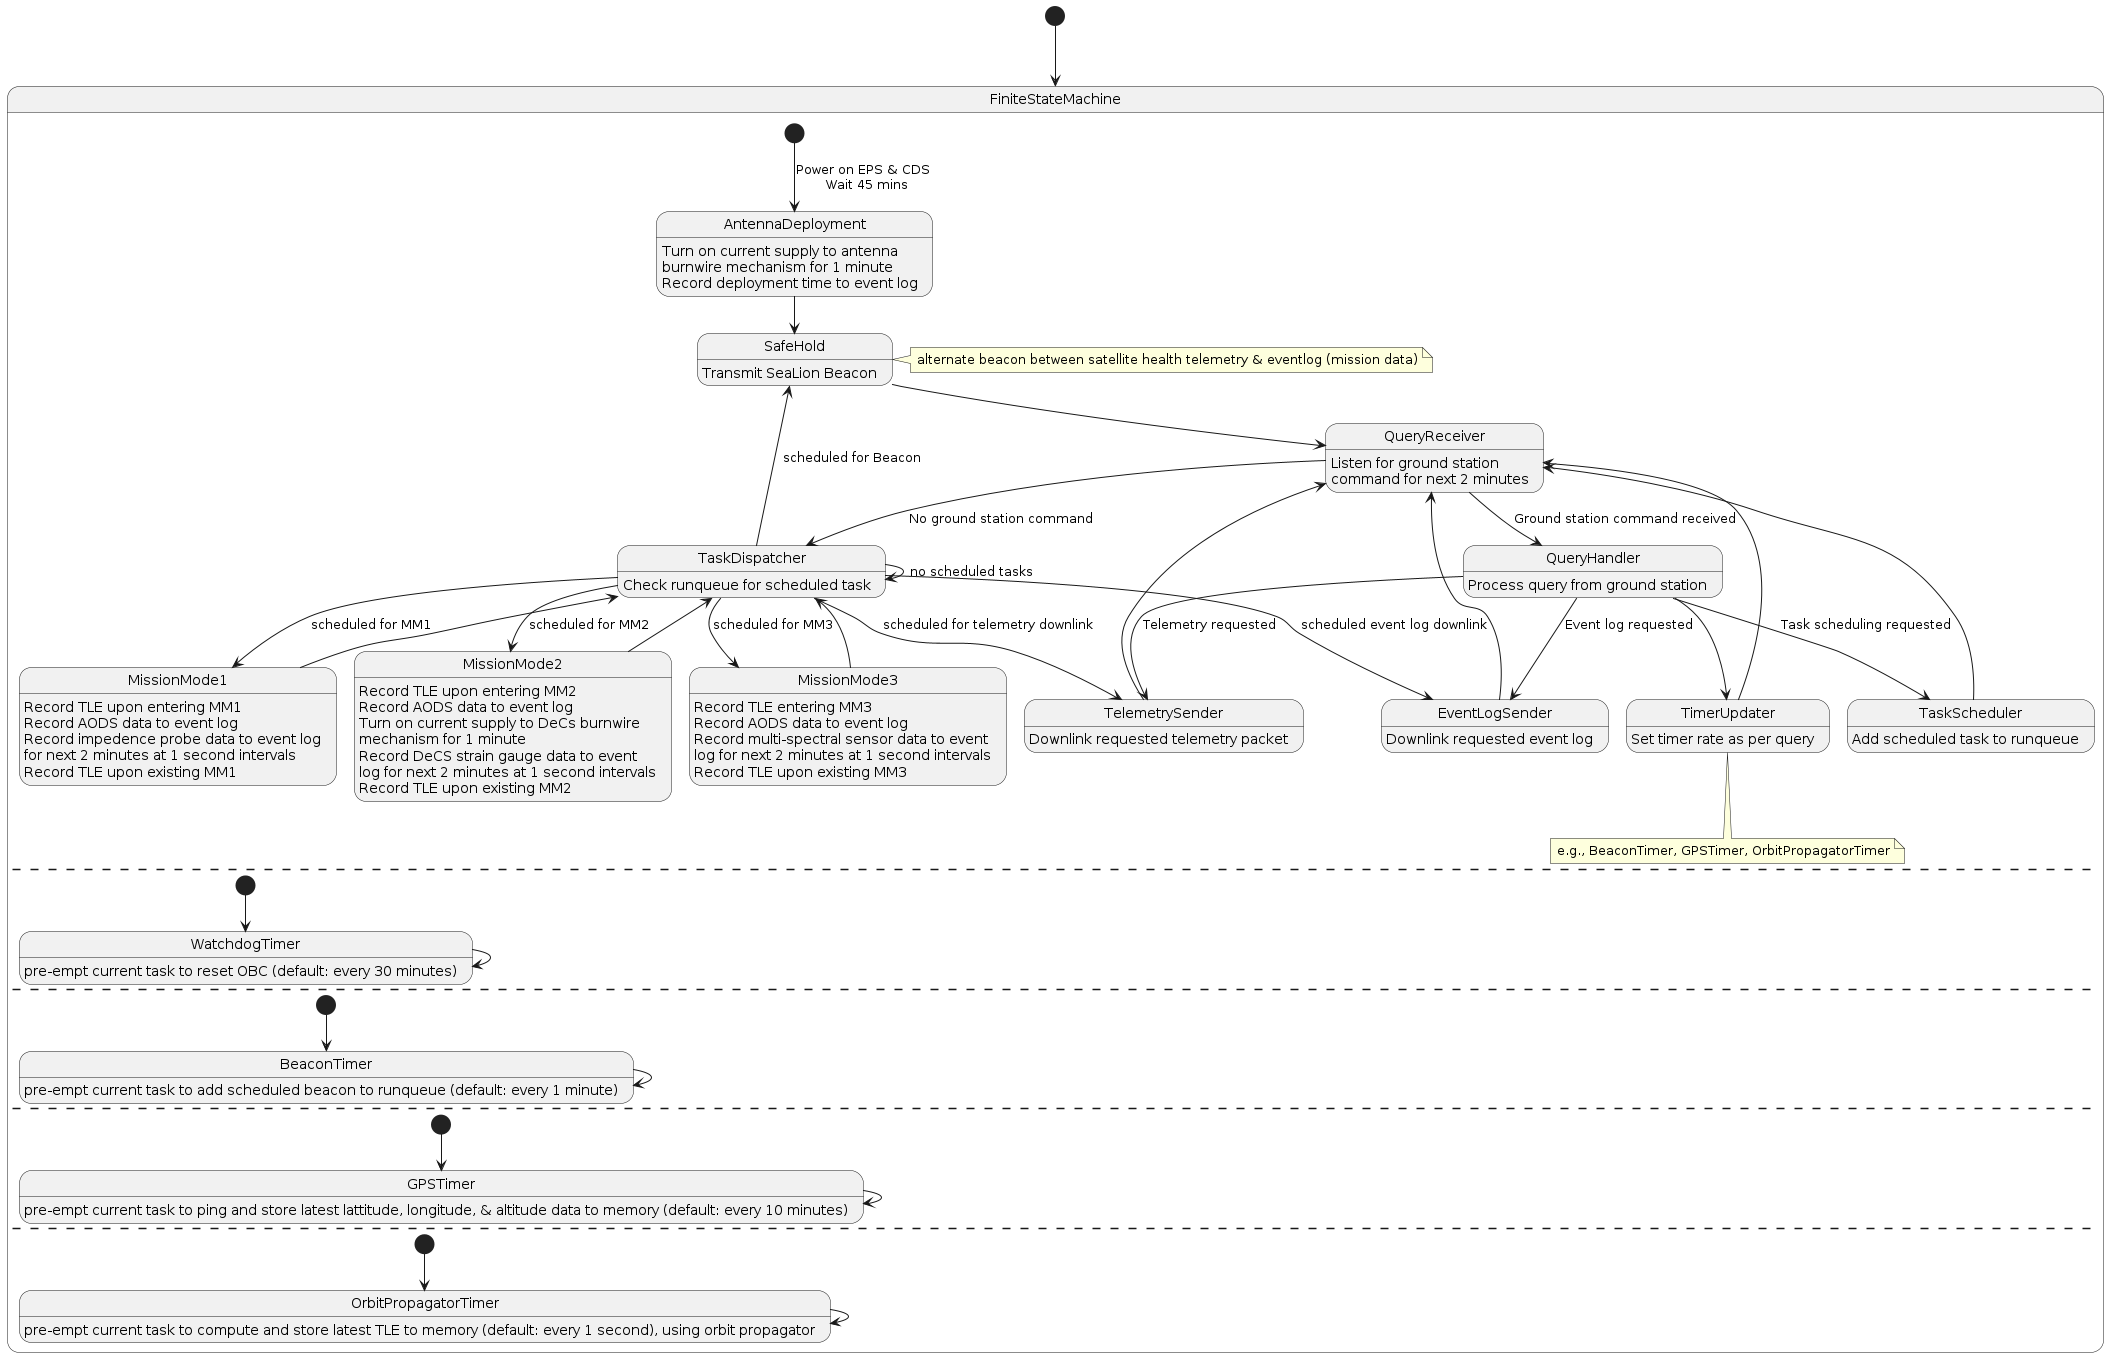 FiniteStateMachine
Power on EPS & CDS
Wait 45 mins
AntennaDeployment
Turn on current supply to antenna
burnwire mechanism for 1 minute
Record deployment time to event log
SafeHold
Transmit SeaLion Beacon
alternate beacon between satellite health telemetry & eventlog (mission data)
QueryReceiver
Listen for ground station
command for next 2 minutes
scheduled for Beacon
No ground station command
Ground station command received
TaskDispatcher
Check runqueue for scheduled task
no scheduled tasks
QueryHandler
Process query from ground station
scheduled for MM1
scheduled for MM2
scheduled for MM3
scheduled for telemetry downlink
Telemetry requested
scheduled event log downlink
Event log requested
Task scheduling requested
MissionMode1
Record TLE upon entering MM1
Record AODS data to event log
Record impedence probe data to event log
for next 2 minutes at 1 second intervals
Record TLE upon existing MM1
MissionMode2
Record TLE upon entering MM2
Record AODS data to event log
Turn on current supply to DeCs burnwire
mechanism for 1 minute
Record DeCS strain gauge data to event
log for next 2 minutes at 1 second intervals
Record TLE upon existing MM2
MissionMode3
Record TLE entering MM3
Record AODS data to event log
Record multi-spectral sensor data to event
log for next 2 minutes at 1 second intervals
Record TLE upon existing MM3
TelemetrySender
Downlink requested telemetry packet
EventLogSender
Downlink requested event log
TimerUpdater
Set timer rate as per query
TaskScheduler
Add scheduled task to runqueue
e.g., BeaconTimer, GPSTimer, OrbitPropagatorTimer
WatchdogTimer
pre-empt current task to reset OBC (default: every 30 minutes)
BeaconTimer
pre-empt current task to add scheduled beacon to runqueue (default: every 1 minute)
GPSTimer
pre-empt current task to ping and store latest lattitude, longitude, & altitude data to memory (default: every 10 minutes)
OrbitPropagatorTimer
pre-empt current task to compute and store latest TLE to memory (default: every 1 second), using orbit propagator